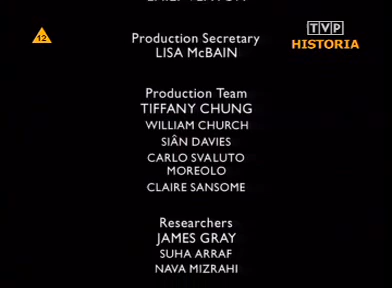 12
TVP
HISTORIA
Production Secretary
LISA McBAIN
Production Team
TIFFANY CHUNG
WILLIAM CHURCH
SIÂN DAVIES
CARLO SVALUTO
MOREOLO
CLAIRE SANSOME
Researchers
JAMES GRAY
SUHA ARRAF
NAVA MIZRAHI